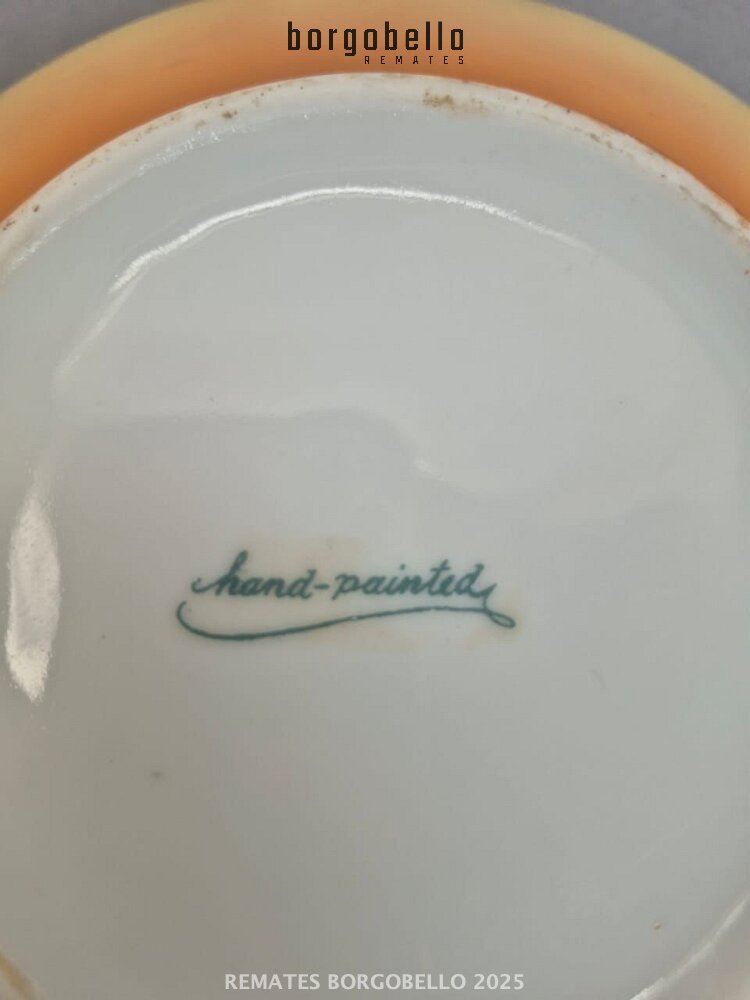 borgobello
REMATES
hand-painted
REMATES BORGOBELLO 2025